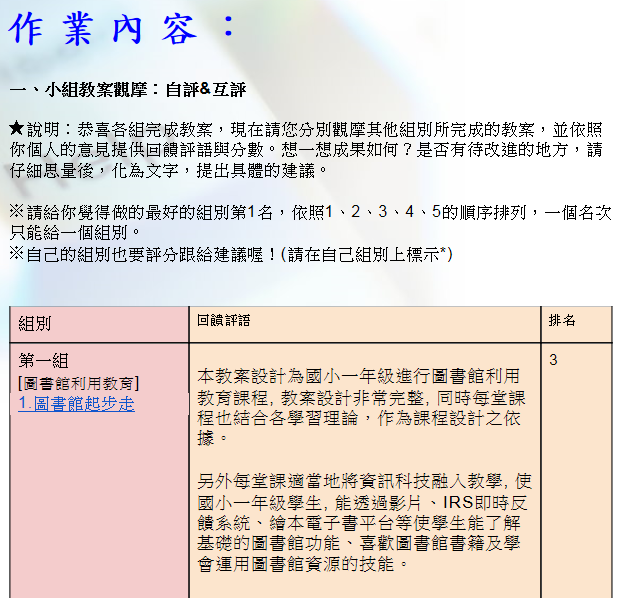 作業內容：
一、小組教案觀摩：自評&互評
★說明：恭喜各組完成教案，現在請您分別觀摩其他組別所完成的教案，並依照
你個人的意見提供回饋評語與分數。想一想成果如何？是否有待改進的地方，請
仔細思量後，化為文字，提出具體的建議。
※請給你覺得做的最好的組別第1名，依照1、2、3、4、5的順序排列，一個名次
只能給一個組別。
※自己的組別也要評分跟給建議喔！(請在自己組別上標示*)
組別
回饋評語
排名
第一組
[圖書館利用教育]
1.圖書館起步走
本教案設計為國小一年級進行圖書館利用
教育課程, 教案設計非常完整, 同時每堂課
程也結合各學習理論，作為課程設計之依
據。
另外每堂課適當地將資訊科技融入教學, 使
國小一年級學生, 能透過影片、IRS即時反
饋系統、繪本電子書平台等使學生能了解
基礎的圖書館功能、喜歡圖書館書籍及學
會運用圖書館資源的技能。
3